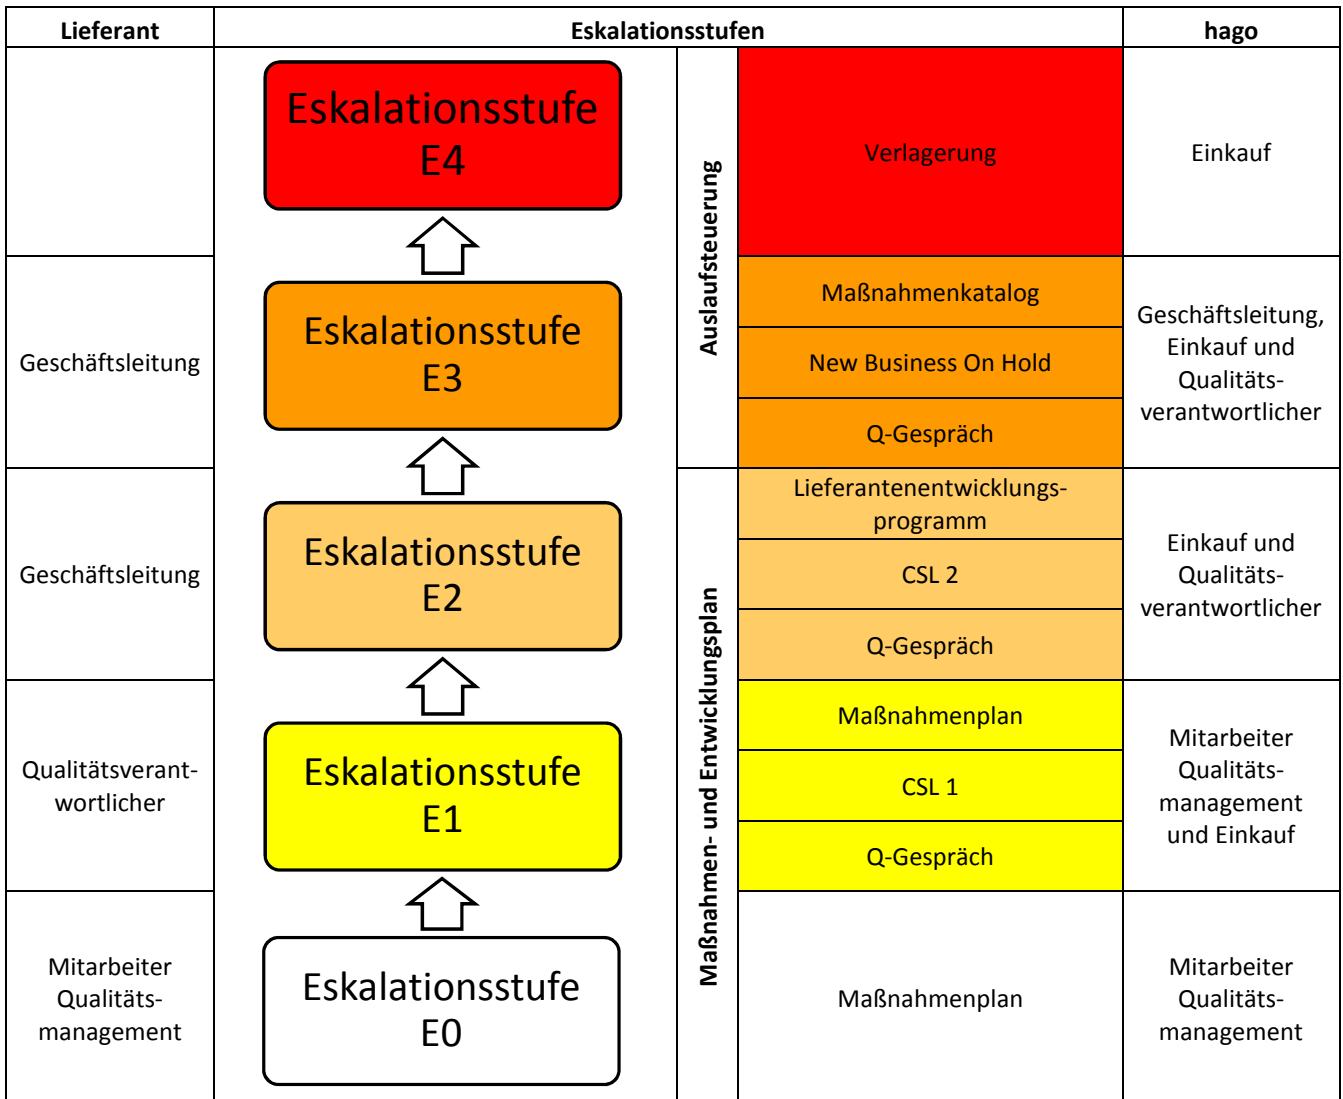 Lieferant
Eskalationsstufen
hago
Eskalationsstufe
E4
Auslaufsteuerung
Verlagerung
Einkauf
Geschäftsleitung
Eskalationsstufe
E3
Maßnahmenkatalog
New Business On Hold
Q-Gespräch
Geschäftsleitung,
Einkauf und
Qualitäts-
verantwortlicher
Geschäftsleitung
Eskalationsstufe
E2
Maßnahmen- und Entwicklungsplan
Lieferantenentwicklungs-
programm
CSL 2
Q-Gespräch
Einkauf und
Qualitäts-
verantwortlicher
Qualitätsverant-
wortlicher
Eskalationsstufe
E1
Maßnahmenplan
CSL 1
Q-Gespräch
Mitarbeiter
Qualitäts-
management
und Einkauf
Mitarbeiter
Qualitäts-
management
Eskalationsstufe
E0
Maßnahmenplan
Mitarbeiter
Qualitäts-
management